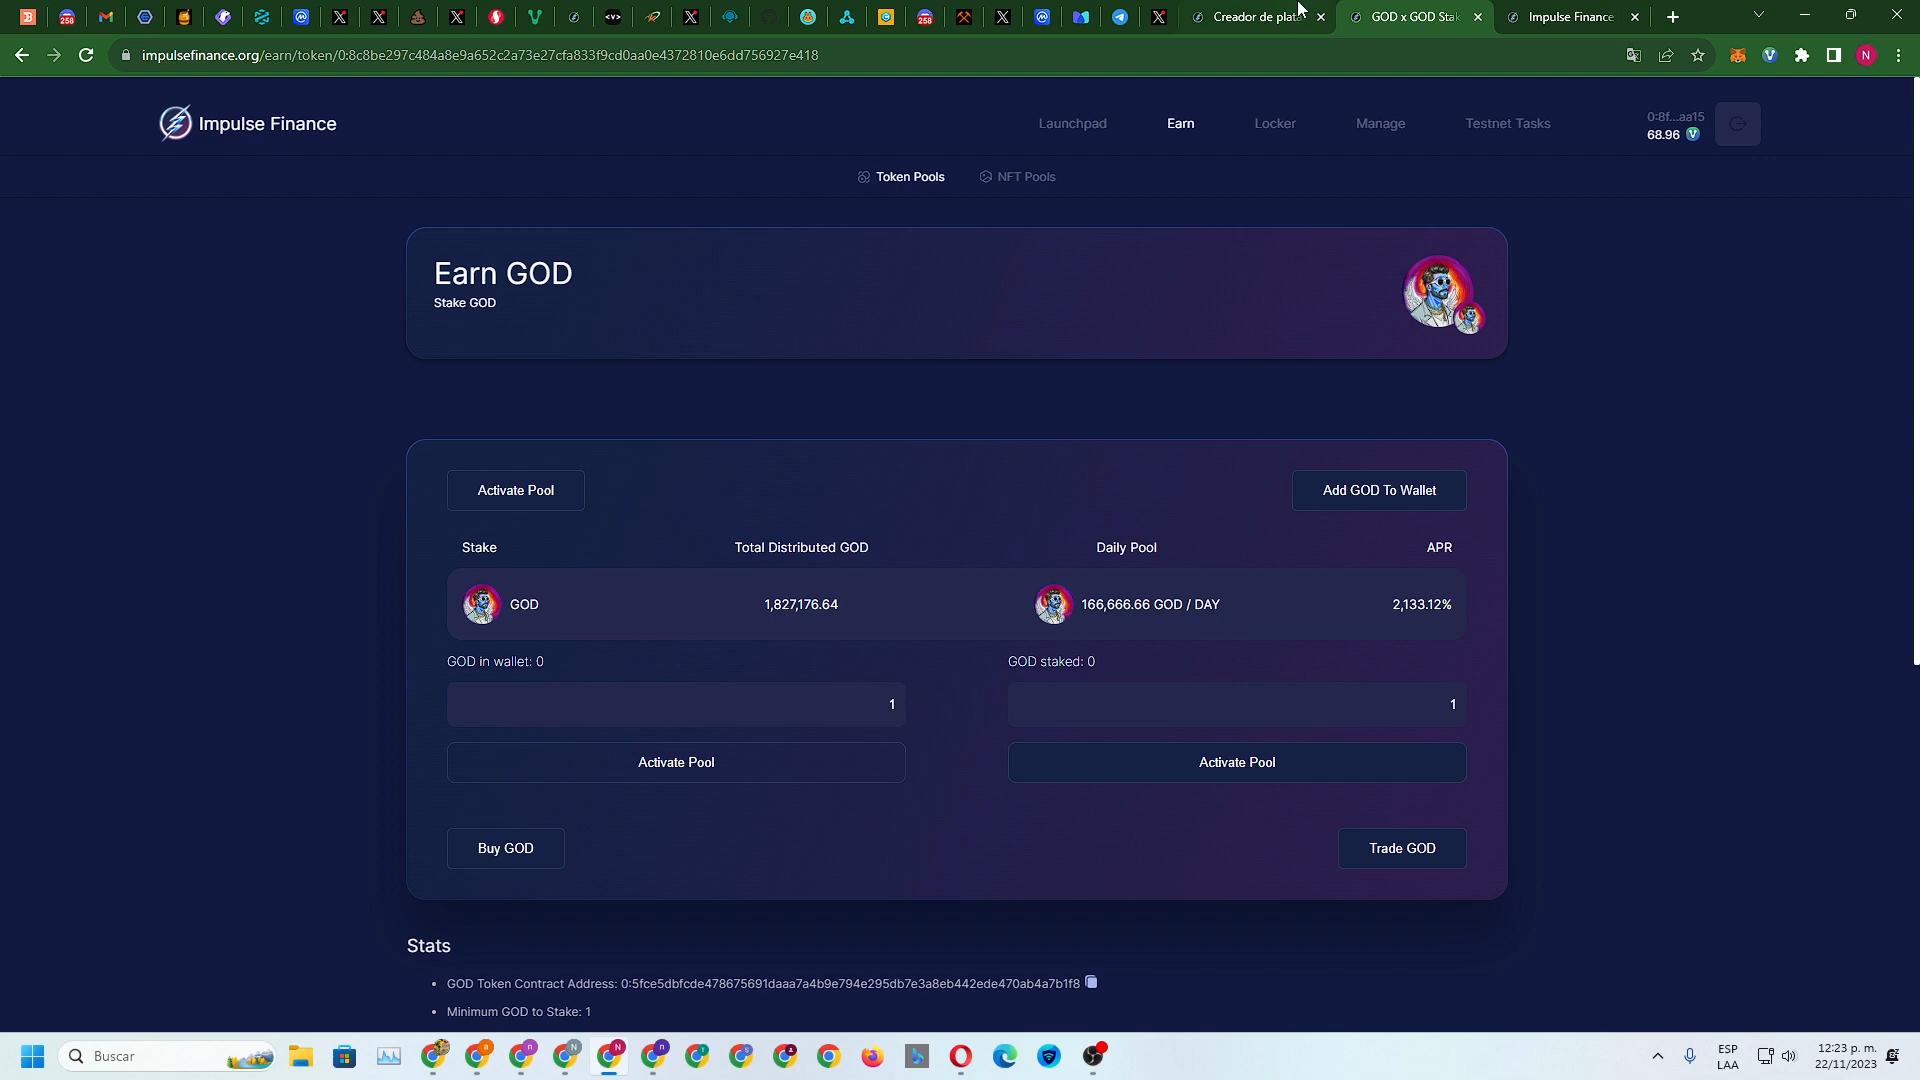 Creador de plata
GOD x GOD Stak
Impulse Finance
impulsefinance.org/earn/token/0:8c8be297c484a8e9a652c2a73e27cfa833f9cd0aa0e4372810e6dd756927e418
N
Impulse Finance
Launchpad
Earn
Locker
Manage
Testnet Tasks
0:8f...aa15
68.96
Token Pools
NFT Pools
Earn GOD
Stake GOD
Activate Pool
Add GOD To Wallet
Stake
Total Distributed GOD
Daily Pool
APR
GOD
1,827,176.64
166,666.66 GOD / DAY
2,133.12%
GOD in wallet: 0
GOD staked: 0
1
1
Activate Pool
Activate Pool
Buy GOD
Trade GOD
Stats
• GOD Token Contract Address: 0:5fce5dbfcde478675691daaa7a4b9e794e295db7e3a8eb442ede470ab4a7b1f8
• Minimum GOD to Stake: 1
Buscar
ESP
LAA
12:23 p. m.
22/11/2023